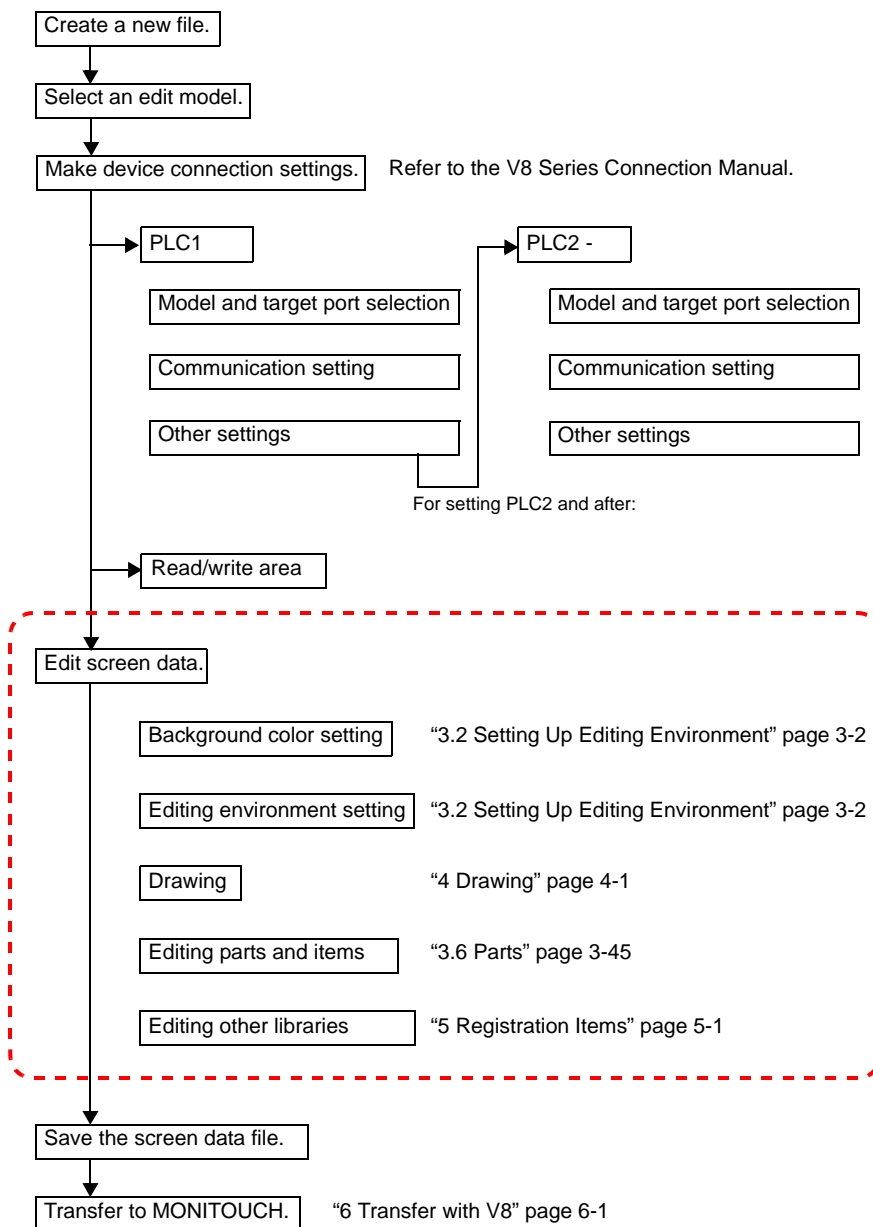 Create a new file.
Select an edit model.
Make device connection settings. Refer to the V8 Series Connection Manual.
PLC1 PLC2 -
Model and target port selection Model and target port selection
Communication setting Communication setting
Other settings Other settings
For setting PLC2 and after:
Read/write area
Edit screen data.
Background color setting “3.2 Setting Up Editing Environment” page 3-2
Editing environment setting “3.2 Setting Up Editing Environment” page 3-2
Drawing “4 Drawing” page 4-1
Editing parts and items “3.6 Parts” page 3-45
Editing other libraries “5 Registration Items” page 5-1
Save the screen data file.
Transfer to MONITOUCH. “6 Transfer with V8” page 6-1